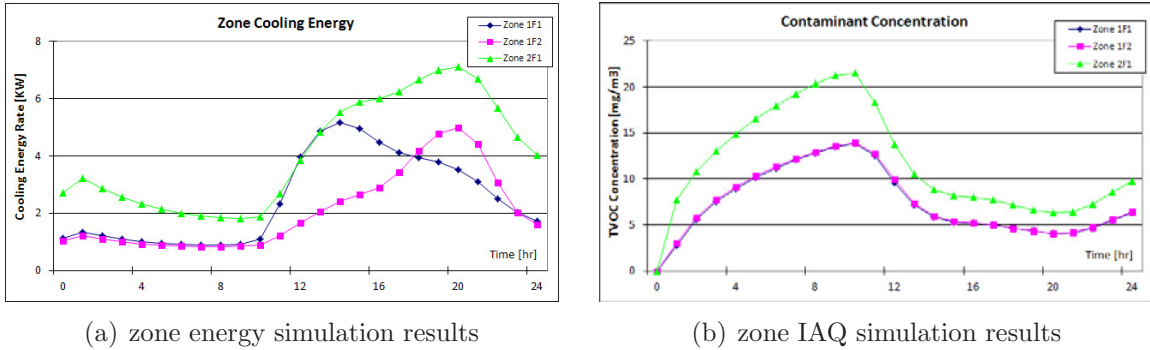 Zone Cooling Energy
Zone 1F1
Zone 1F2
Zone 2F1
Cooling Energy Rate [KW]
8
6
4
2
0
0 4 8 12 16 20 24
Time [hr]
(a) zone energy simulation results
Contaminant Concentration
Zone 1F1
Zone 1F2
Zone 2F1
TVOC Concentration[mg/m3]
25
20
15
10
5
0
0 4 8 12 16 20 24
Time [hr]
(b) zone IAQ simulation results